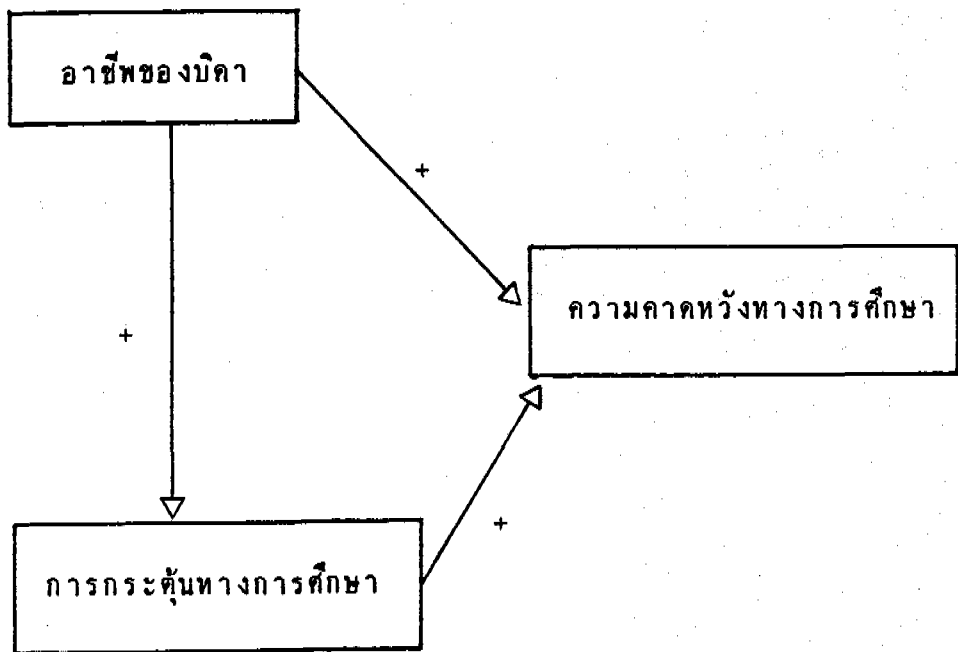 อาชีพของบิดา
+
ความคาดหวังทางการศึกษา
+
+
การกระตุ้นทางการศึกษา